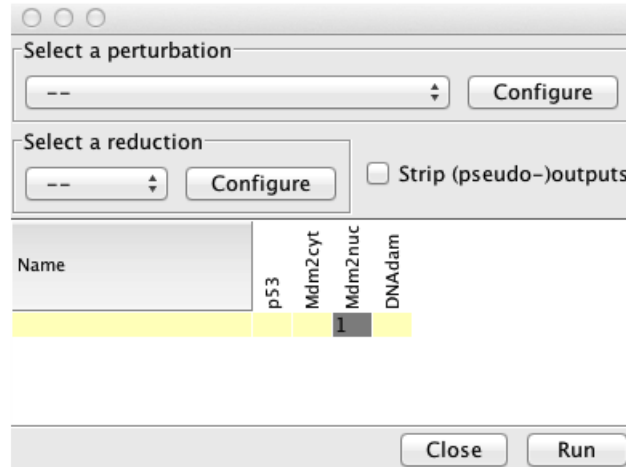 Select a perturbation
-- Configure
Select a reduction
-- Configure Strip (pseudo-)outputs
Name p53 Mdm2cyt Mdm2nuc DNAdam
1
Close Run